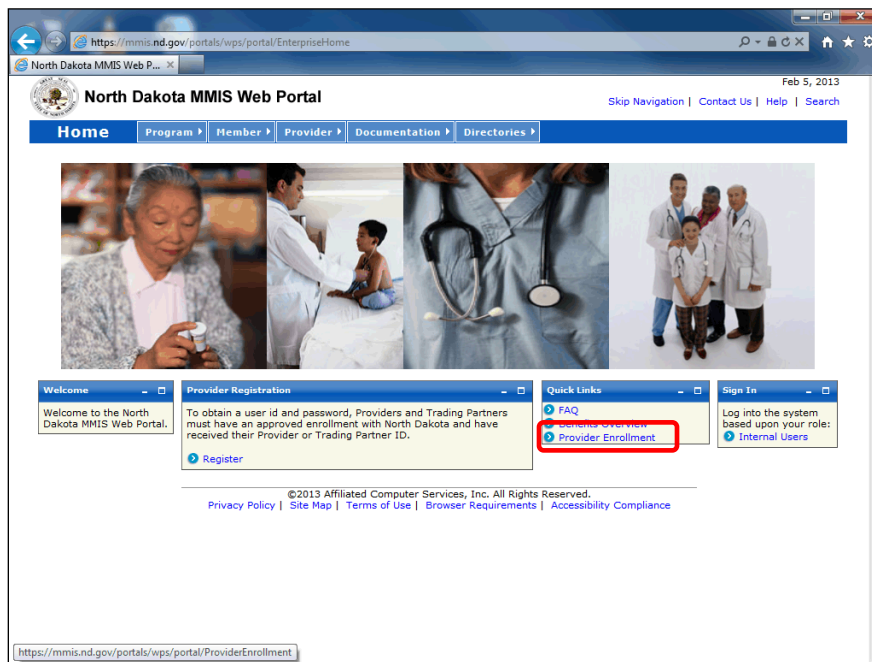 https://mmis.nd.gov/portals/wps/portal/EnterpriseHome
North Dakota MMIS Web P...
Feb 5, 2013
North Dakota MMIS Web Portal
Skip Navigation | Contact Us | Help | Search
Home Program Member Provider Documentation Directories
Welcome
Welcome to the North
Dakota MMIS Web Portal.
Provider Registration
To obtain a user id and password, Providers and Trading Partners
must have an approved enrollment with North Dakota and have
received their Provider or Trading Partner ID.
Register
Quick Links
FAQ
Benefits Overview
Provider Enrollment
Sign In
Log into the system
based upon your role:
Internal Users
©2013 Affiliated Computer Services, Inc. All Rights Reserved.
Privacy Policy | Site Map | Terms of Use | Browser Requirements | Accessibility Compliance
https://mmis.nd.gov/portals/wps/portal/ProviderEnrollment